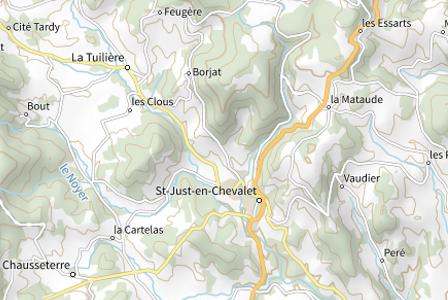 Feugère
les Essarts
Cité Tardy
La Tuilière
Borjat
les Clous
la Mataude
Bout
le Noyer
Vaudier
St-Just-en-Chevalet
la Cartelas
Peré
Chausseterre